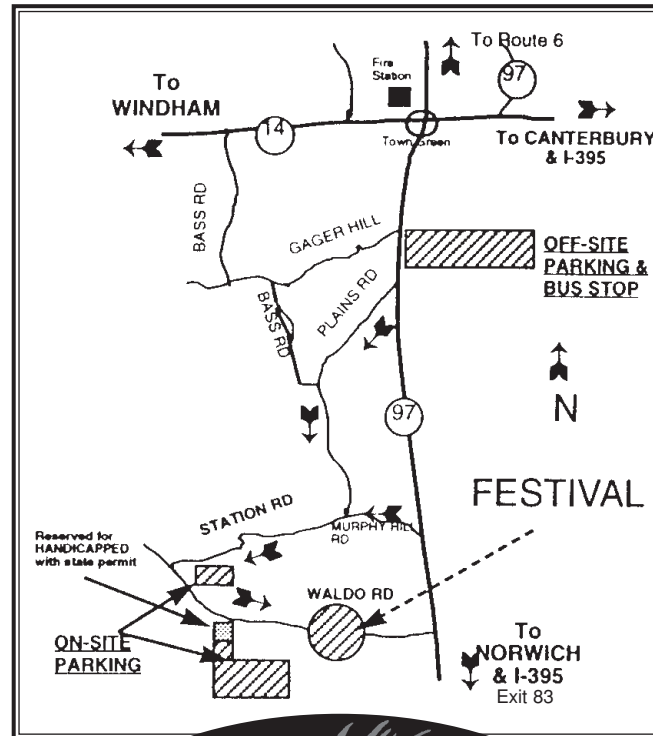 To Route 6
Fire
Station
97
To
WINDHAM
14
Town Green
To CANTERBURY
& I-395
BASS RD
GAGER HILL
OFF-SITE
PARKING &
BUS STOP
BASS RD
PLAINS RD
N
97
FESTIVAL
STATION RD
MURPHY HILL
RD
Reserved for
HANDICAPPED
with state permit
WALDO RD
ON-SITE
PARKING
To
NORWICH
& I-395
Exit 83